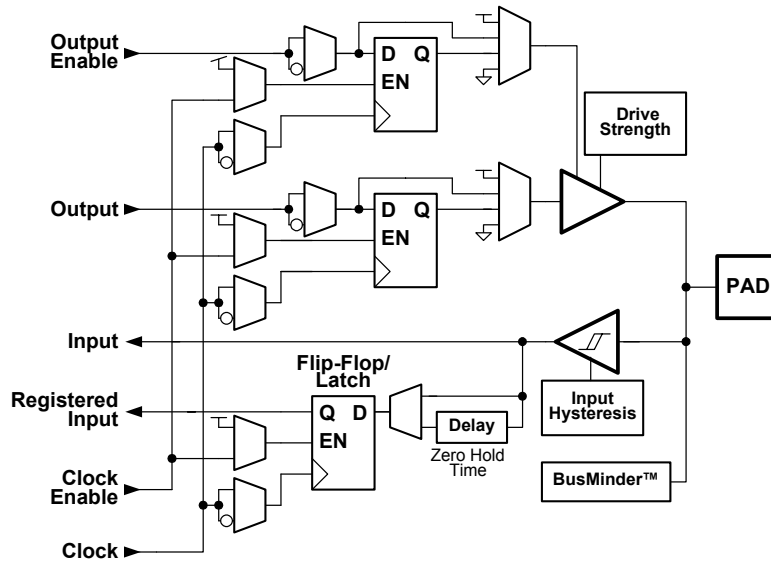 Output
Enable
D Q
EN
Drive
Strength
Output
D Q
EN
PAD
Input
Flip-Flop/
Latch
Registered
Input
Q D
EN
Delay
Zero Hold
Time
Input
Hysteresis
BusMinder™
Clock
Enable
Clock